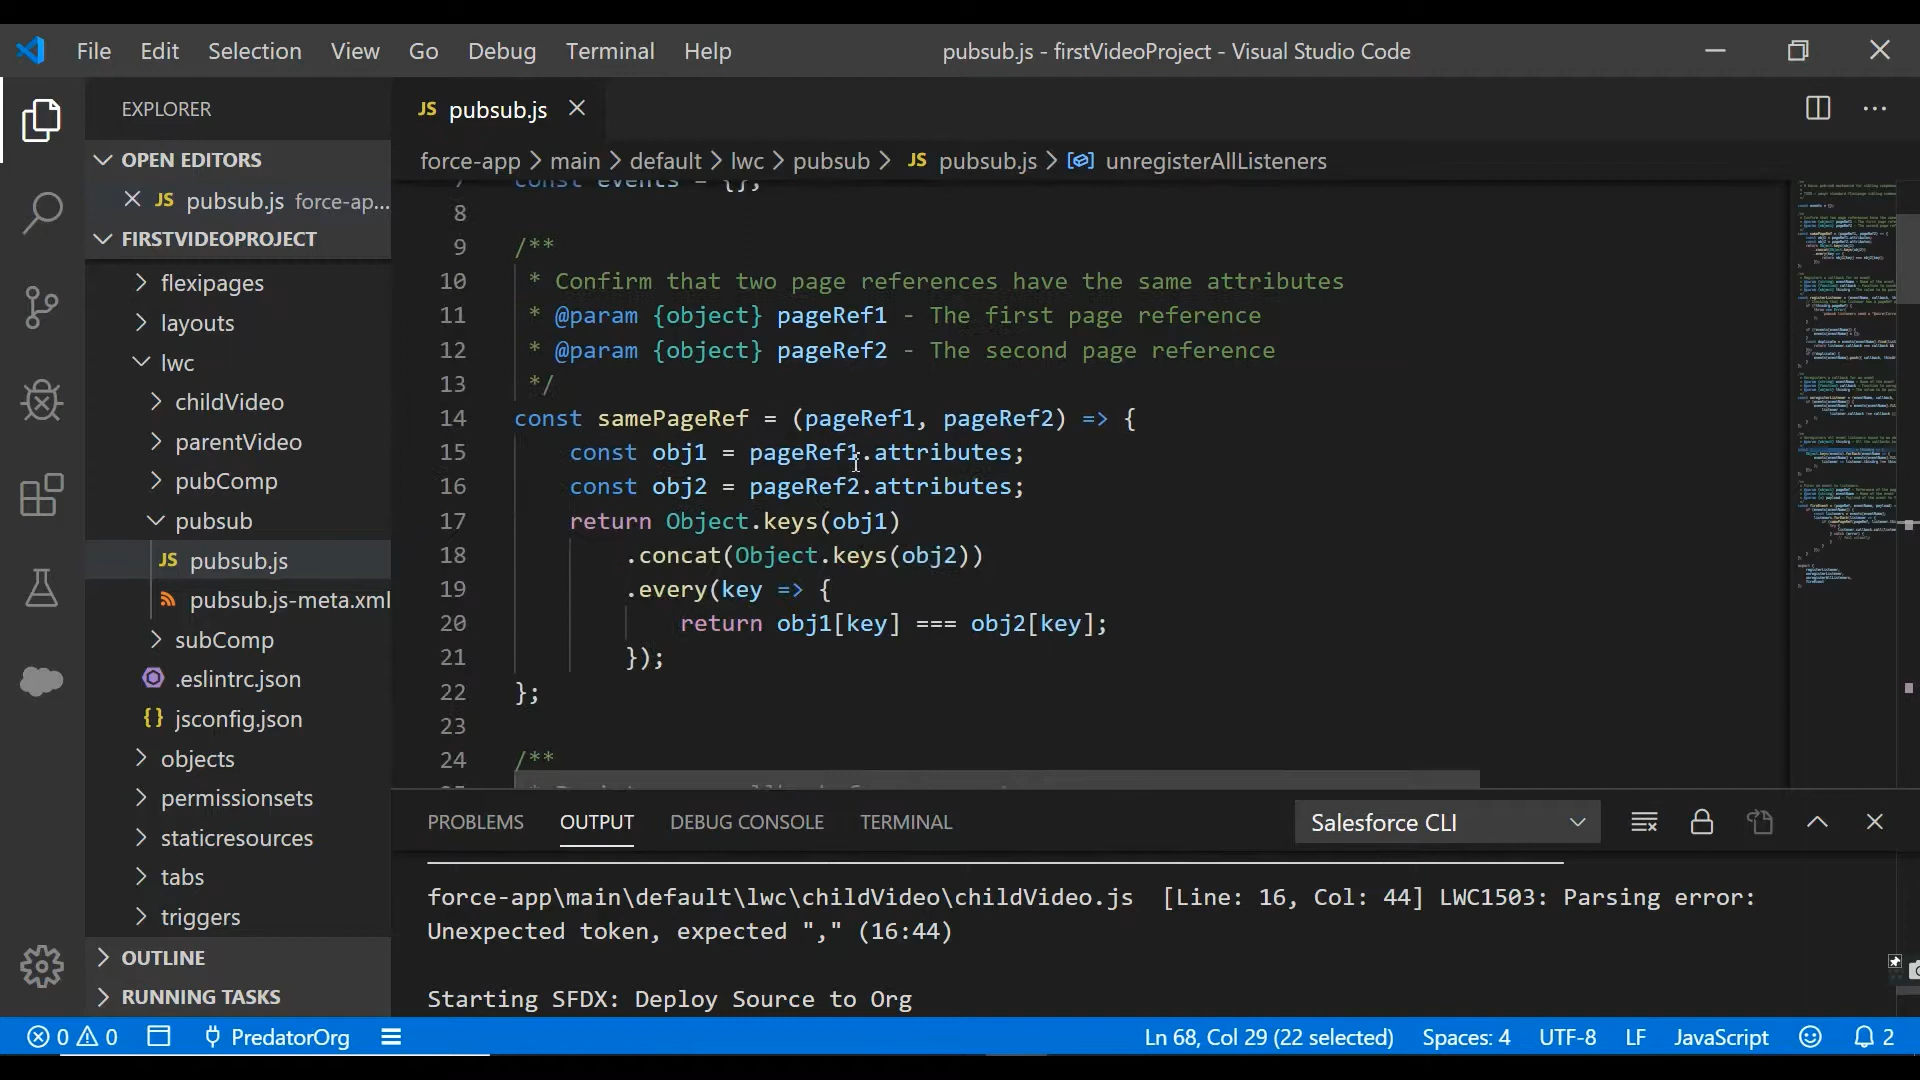 File Edit Selection View Go Debug Terminal Help
pubsub.js - firstVideoProject - Visual Studio Code
EXPLORER
OPEN EDITORS
JS pubsub.js force-ap...
FIRSTVIDEOPROJECT
flexipages
layouts
lwc
childVideo
parentVideo
pubComp
pubsub
JS pubsub.js
pubsub.js-meta.xml
subComp
.eslintrc.json
{} jsconfig.json
objects
permissionsets
staticresources
tabs
triggers
OUTLINE
RUNNING TASKS
JS pubsub.js
force-app > main > default > lwc > pubsub > JS pubsub.js > unregisterAllListeners
7 const events = {};
8
9 /**
10 * Confirm that two page references have the same attributes
11 * @param {object} pageRef1 - The first page reference
12 * @param {object} pageRef2 - The second page reference
13 */
14 const samePageRef = (pageRef1, pageRef2) => {
15 const obj1 = pageRef1.attributes;
16 const obj2 = pageRef2.attributes;
17 return Object.keys(obj1)
18 .concat(Object.keys(obj2))
19 .every(key => {
20 return obj1[key] === obj2[key];
21 });
22 };
23
24 /**
PROBLEMS OUTPUT DEBUG CONSOLE TERMINAL
Salesforce CLI
force-app\main\default\lwc\childVideo\childVideo.js [Line: 16, Col: 44] LWC1503: Parsing error:
Unexpected token, expected "," (16:44)
Starting SFDX: Deploy Source to Org
0 0 PredatorOrg
Ln 68, Col 29 (22 selected) Spaces: 4 UTF-8 LF JavaScript 2